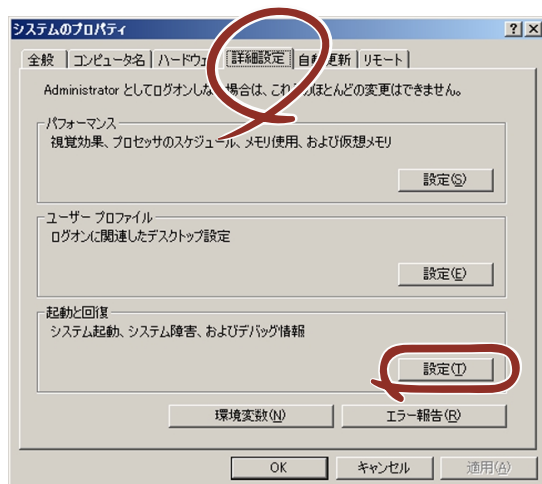 システムのプロパティ
全般 コンピュータ名 ハードウェ 詳細設定 自動更新 リモート
Administrator としてログオンしない場合は、これらのほとんどの変更はできません。
パフォーマンス
視覚効果、プロセッサのスケジュール、メモリ使用、および仮想メモリ
設定(S)
ユーザー プロファイル
ログオンに関連したデスクトップ設定
設定(E)
起動と回復
システム起動、システム障害、およびデバッグ情報
設定(T)
環境変数(N) エラー報告(R)
OK キャンセル 適用(A)